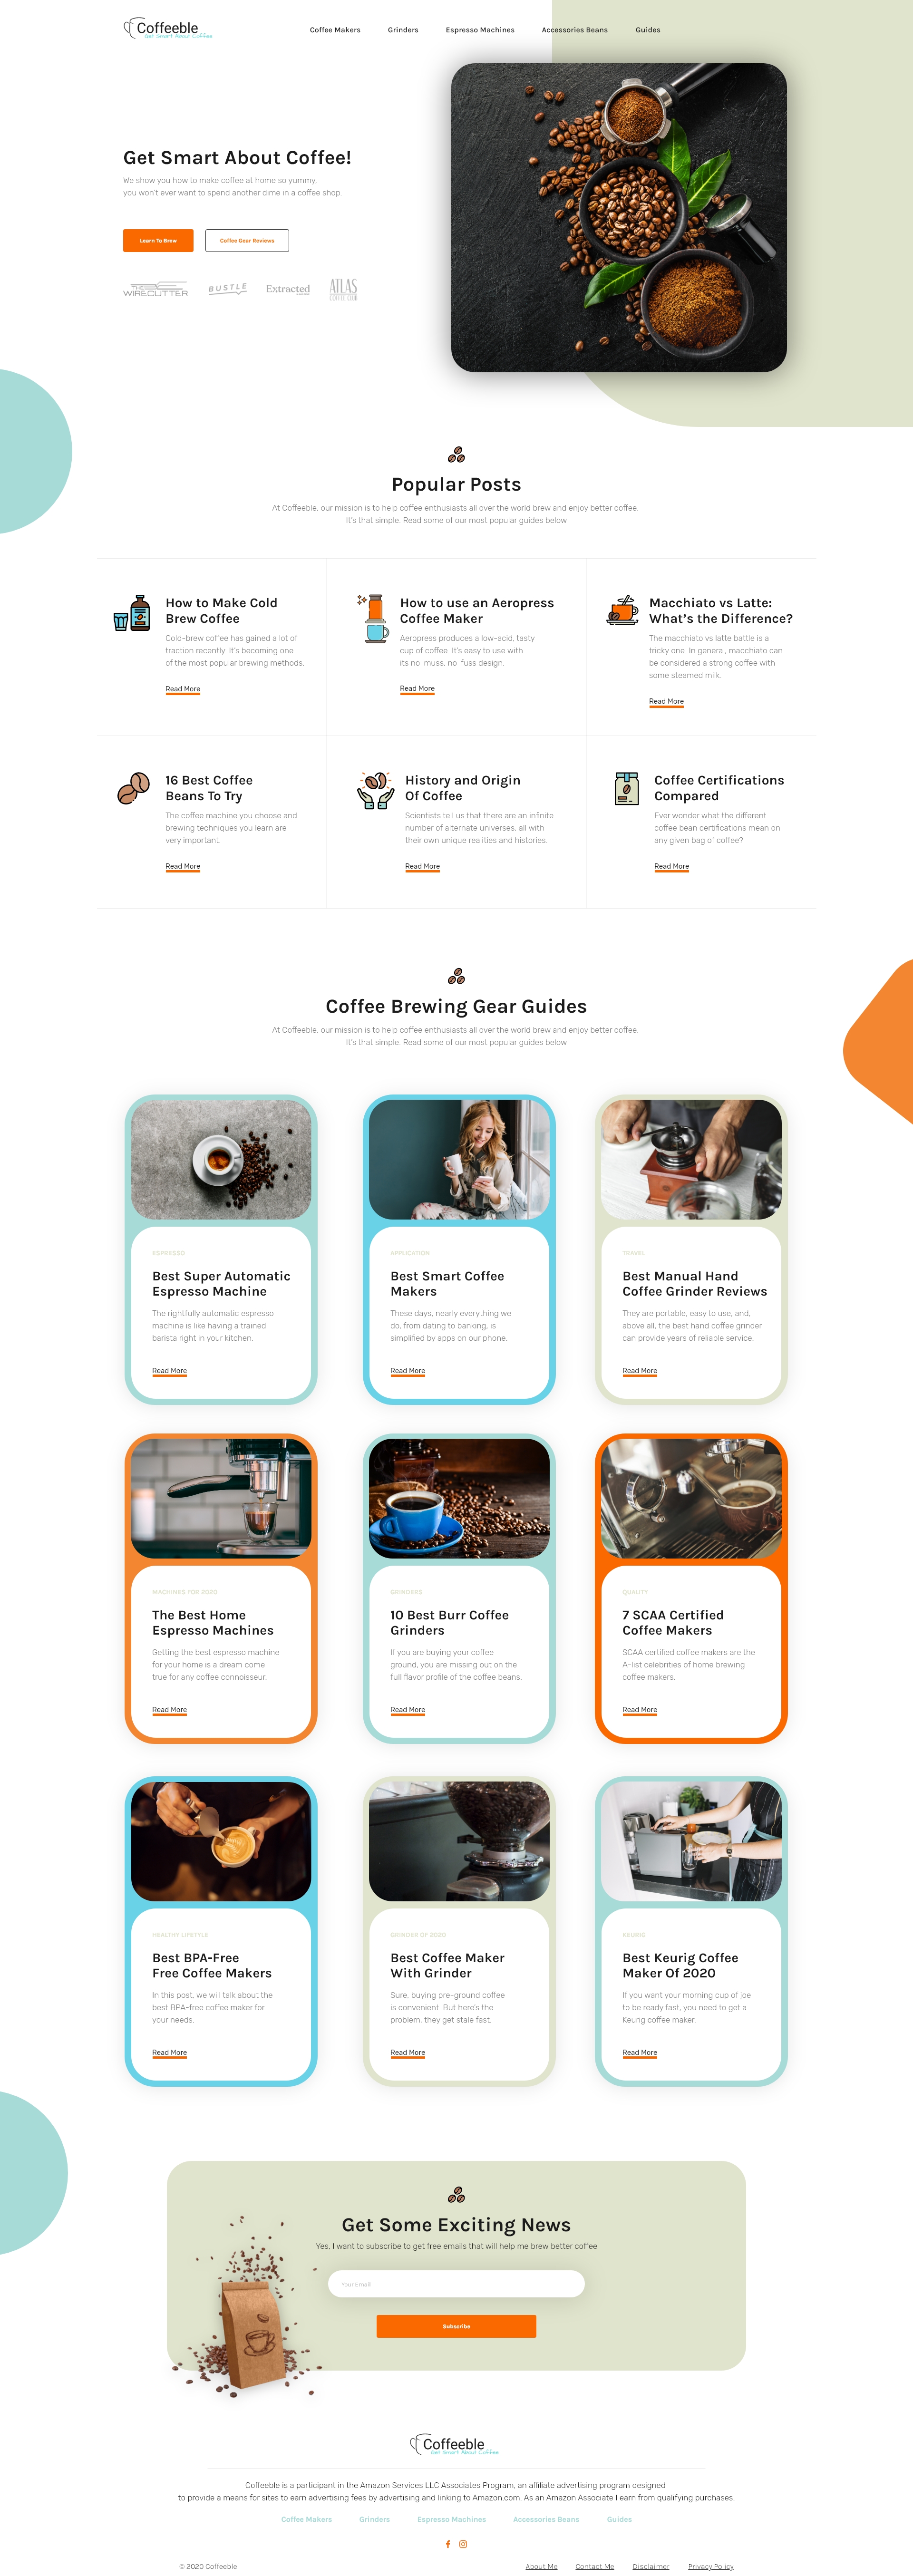 Coffeeble
Get Smart About Coffee
Coffee Makers Grinders Espresso Machines Accessories Beans Guides
Get Smart About Coffee!
We show you how to make coffee at home so yummy,
you won't ever want to spend another dime in a coffee shop.
Learn To Brew Coffee Gear Reviews
THE WIRECUTTER BUSTLE Extracted ATLAS
COFFEE CLUB
Popular Posts
At Coffeeble, our mission is to help coffee enthusiasts all over the world brew and enjoy better coffee.
It's that simple. Read some of our most popular guides below
How to Make Cold
Brew Coffee
Cold-brew coffee has gained a lot of
traction recently. It's becoming one
of the most popular brewing methods.
Read More
How to use an Aeropress
Coffee Maker
Aeropress produces a low-acid, tasty
cup of coffee. It's easy to use with
its no-muss, no-fuss design.
Read More
Macchiato vs Latte:
What's the Difference?
The macchiato vs latte battle is a
tricky one. In general, macchiato can
be considered a strong coffee with
some steamed milk.
Read More
16 Best Coffee
Beans To Try
The coffee machine you choose and
brewing techniques you learn are
very important.
Read More
History and Origin
Of Coffee
Scientists tell us that there are an infinite
number of alternate universes, all with
their own unique realities and histories.
Read More
Coffee Certifications
Compared
Ever wonder what the different
coffee bean certifications mean on
any given bag of coffee?
Read More
Coffee Brewing Gear Guides
At Coffeeble, our mission is to help coffee enthusiasts all over the world brew and enjoy better coffee.
It's that simple. Read some of our most popular guides below
ESPRESSO
Best Super Automatic
Espresso Machine
The rightfully automatic espresso
machine is like having a trained
barista right in your kitchen.
Read More
APPLICATION
Best Smart Coffee
Makers
These days, nearly everything we
do, from dating to banking, is
simplified by apps on our phone.
Read More
TRAVEL
Best Manual Hand
Coffee Grinder Reviews
They are portable, easy to use, and,
above all, the best hand coffee grinder
can provide years of reliable service.
Read More
MACHINES FOR 2020
The Best Home
Espresso Machines
Getting the best espresso machine
for your home is a dream come
true for any coffee connoisseur.
Read More
GRINDERS
10 Best Burr Coffee
Grinders
If you are buying your coffee
ground, you are missing out on the
full flavor profile of the coffee beans.
Read More
QUALITY
7 SCAA Certified
Coffee Makers
SCAA certified coffee makers are the
A-list celebrities of home brewing
coffee makers.
Read More
HEALTHY LIFETYLE
Best BPA-Free
Free Coffee Makers
In this post, we will talk about the
best BPA-free coffee maker for
your needs.
Read More
GRINDER OF 2020
Best Coffee Maker
With Grinder
Sure, buying pre-ground coffee
is convenient. But here's the
problem, they get stale fast.
Read More
KEURIG
Best Keurig Coffee
Maker Of 2020
If you want your morning cup of joe
to be ready fast, you need to get a
Keurig coffee maker.
Read More
Get Some Exciting News
Yes, I want to subscribe to get free emails that will help me brew better coffee
Your Email
Subscribe
Coffeeble
Get Smart About Coffee
Coffeeble is a participant in the Amazon Services LLC Associates Program, an affiliate advertising program designed
to provide a means for sites to earn advertising fees by advertising and linking to Amazon.com. As an Amazon Associate I earn from qualifying purchases.
Coffee Makers Grinders Espresso Machines Accessories Beans Guides
© 2020 Coffeeble About Me Contact Me Disclaimer Privacy Policy